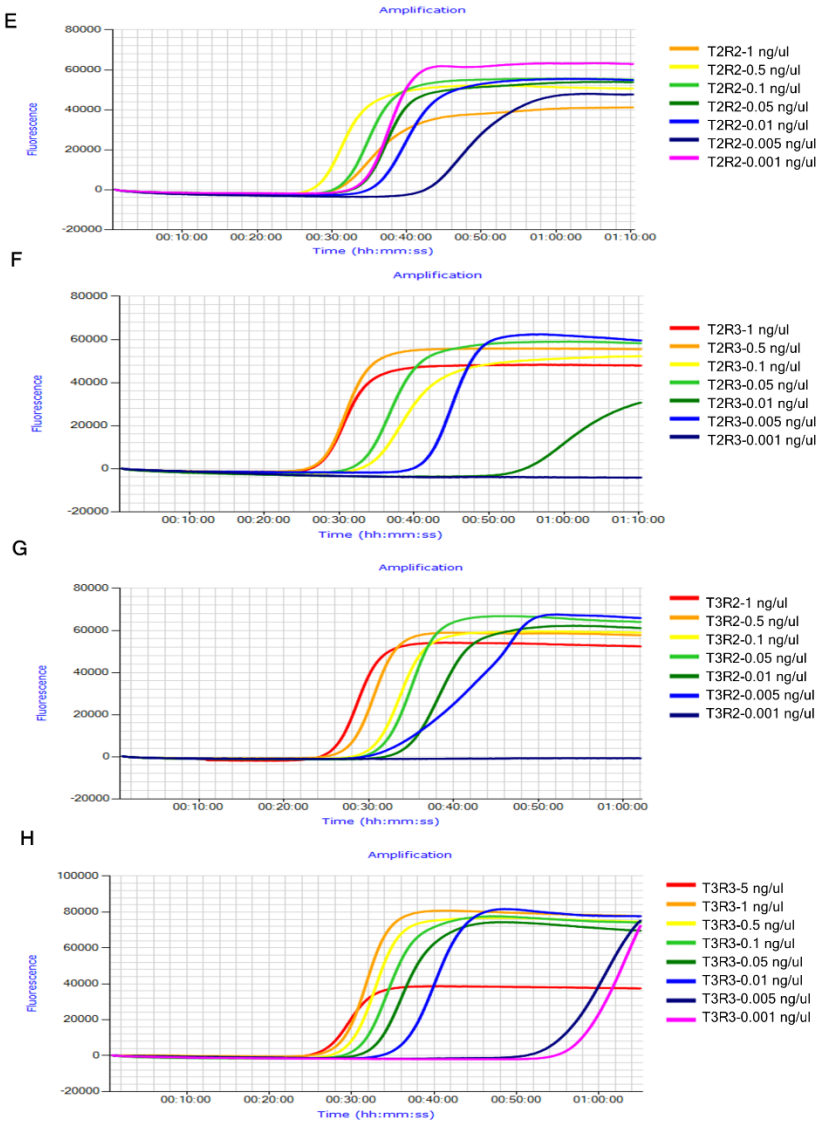 E
Amplification
80000
60000
40000
20000
0
-20000
Fluorescence
00:10:00 00:20:00 00:30:00 00:40:00 00:50:00 01:00:00 01:10:00
Time (hh:mm:ss)
T2R2-1 ng/ul
T2R2-0.5 ng/ul
T2R2-0.1 ng/ul
T2R2-0.05 ng/ul
T2R2-0.01 ng/ul
T2R2-0.005 ng/ul
T2R2-0.001 ng/ul
F
Amplification
80000
60000
40000
20000
0
-20000
Fluorescence
00:10:00 00:20:00 00:30:00 00:40:00 00:50:00 01:00:00 01:10:00
Time (hh:mm:ss)
T2R3-1 ng/ul
T2R3-0.5 ng/ul
T2R3-0.1 ng/ul
T2R3-0.05 ng/ul
T2R3-0.01 ng/ul
T2R3-0.005 ng/ul
T2R3-0.001 ng/ul
G
Amplification
80000
60000
40000
20000
0
-20000
Fluorescence
00:10:00 00:20:00 00:30:00 00:40:00 00:50:00 01:00:00
Time (hh:mm:ss)
T3R2-1 ng/ul
T3R2-0.5 ng/ul
T3R2-0.1 ng/ul
T3R2-0.05 ng/ul
T3R2-0.01 ng/ul
T3R2-0.005 ng/ul
T3R2-0.001 ng/ul
H
Amplification
100000
80000
60000
40000
20000
0
-20000
Fluorescence
00:10:00 00:20:00 00:30:00 00:40:00 00:50:00 01:00:00
Time (hh:mm:ss)
T3R3-5 ng/ul
T3R3-1 ng/ul
T3R3-0.5 ng/ul
T3R3-0.1 ng/ul
T3R3-0.05 ng/ul
T3R3-0.01 ng/ul
T3R3-0.005 ng/ul
T3R3-0.001 ng/ul